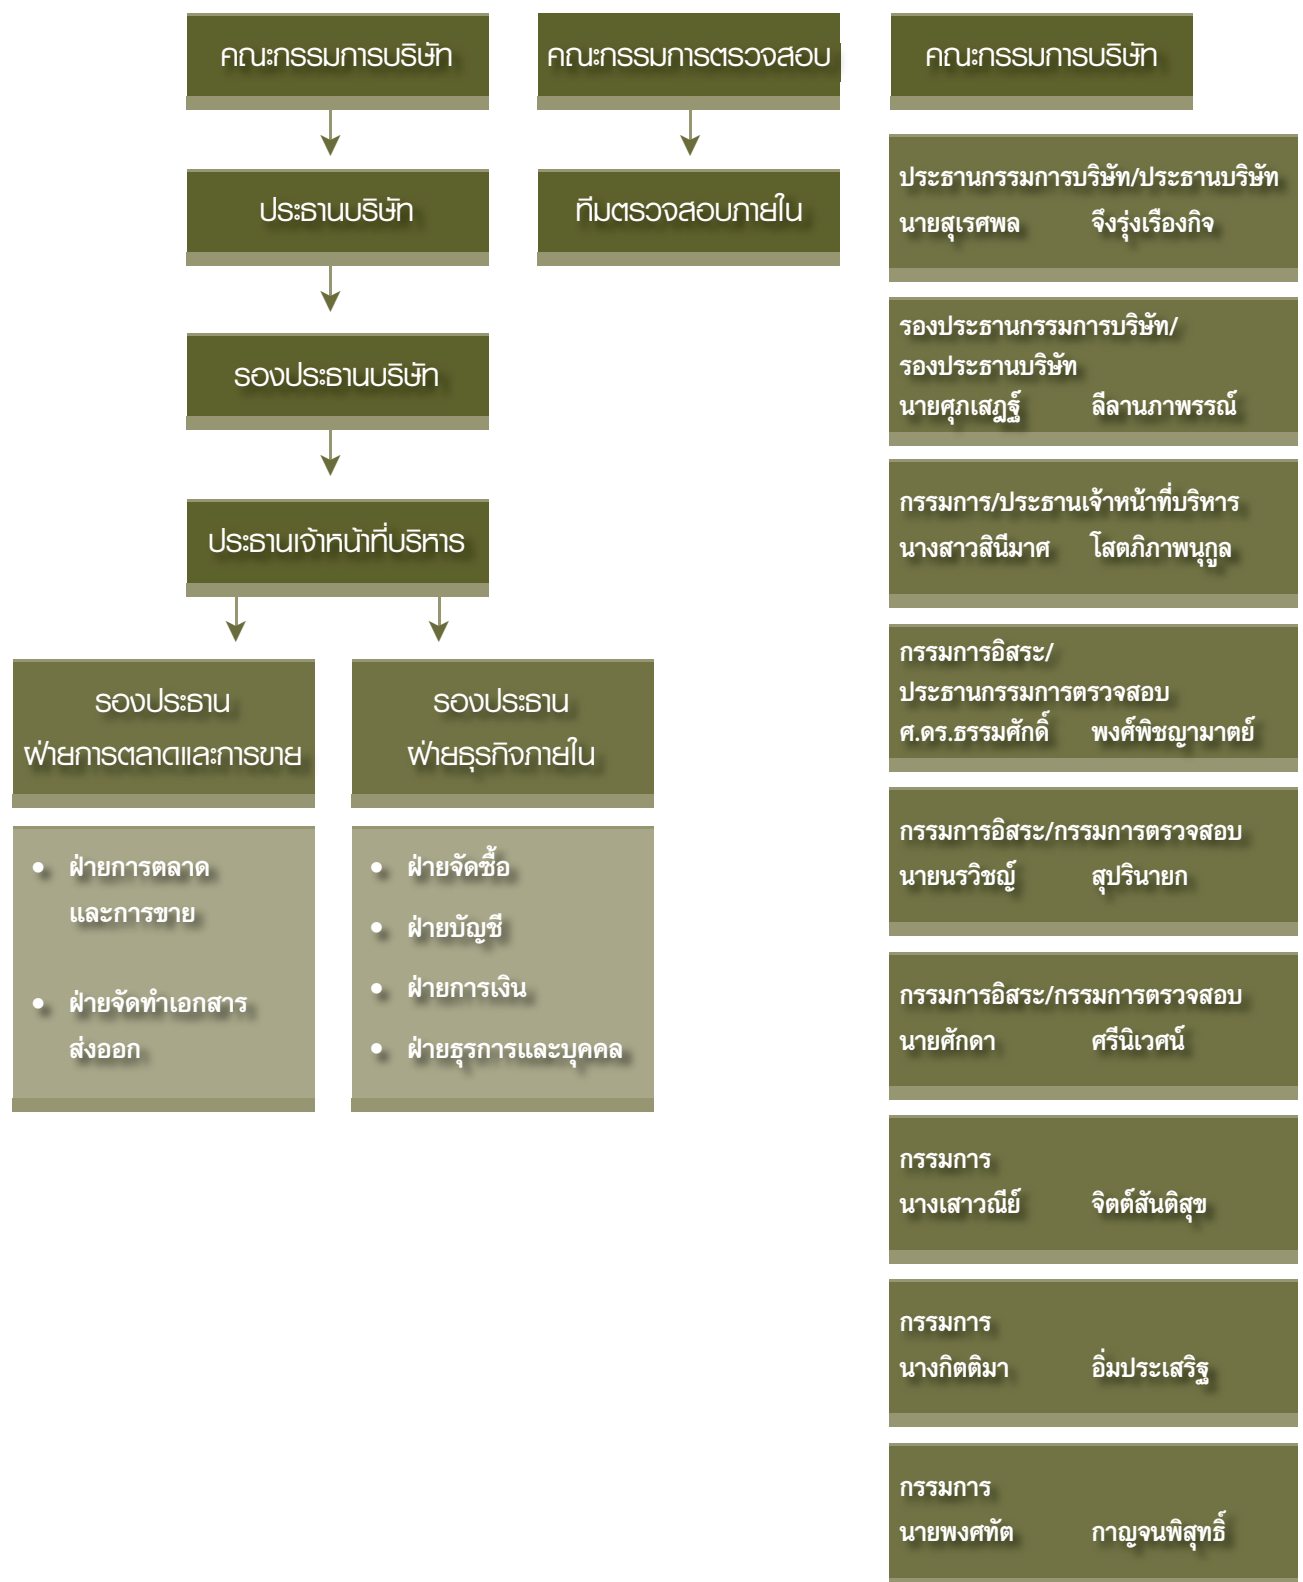 คณะกรรมการบริษัท
ประธานบริษัท
รองประธานบริษัท
ประธานเจ้าหน้าที่บริหาร
รองประธาน
ฝ่ายการตลาดและการขาย
• ฝ่ายการตลาด
และการขาย
• ฝ่ายจัดทำเอกสาร
ส่งออก
รองประธาน
ฝ่ายธุรกิจภายใน
• ฝ่ายจัดซื้อ
• ฝ่ายบัญชี
• ฝ่ายการเงิน
• ฝ่ายธุรการและบุคคล
คณะกรรมการตรวจสอบ
ทีมตรวจสอบภายใน
คณะกรรมการบริษัท
ประธานกรรมการบริษัท/ประธานบริษัท
นายสุเรศพล จึงรุ่งเรืองกิจ
รองประธานกรรมการบริษัท/
รองประธานบริษัท
นายศุภเสฎฐ์ ลีลานภาพรรณ์
กรรมการ/ประธานเจ้าหน้าที่บริหาร
นางสาวสินีมาศ โสตภิภาพนุกูล
กรรมการอิสระ/
ประธานกรรมการตรวจสอบ
ศ.ดร.ธรรมศักดิ์ พงศ์พิชญามาตย์
กรรมการอิสระ/กรรมการตรวจสอบ
นายนรวิชญ์ สุปรินายก
กรรมการอิสระ/กรรมการตรวจสอบ
นายศักดา ศรีนิเวศน์
กรรมการ
นางเสาวณีย์ จิตต์สันติสุข
กรรมการ
นางกิตติมา อิ่มประเสริฐ
กรรมการ
นายพงศทัต กาญจนพิสุทธิ์